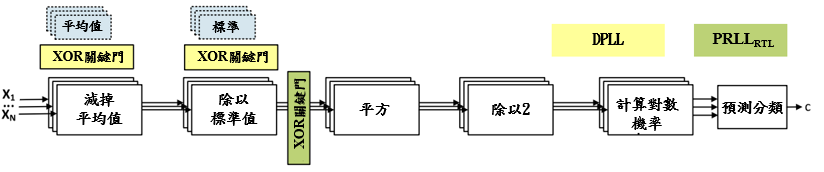 平均值
標準
XOR關鍵門
XOR關鍵門
DPLL
PRLLRTL
X1
...
XN
減掉
平均值
除以
標準值
XOR關鍵門
平方
除以2
計算對數
機率
預測分類
C